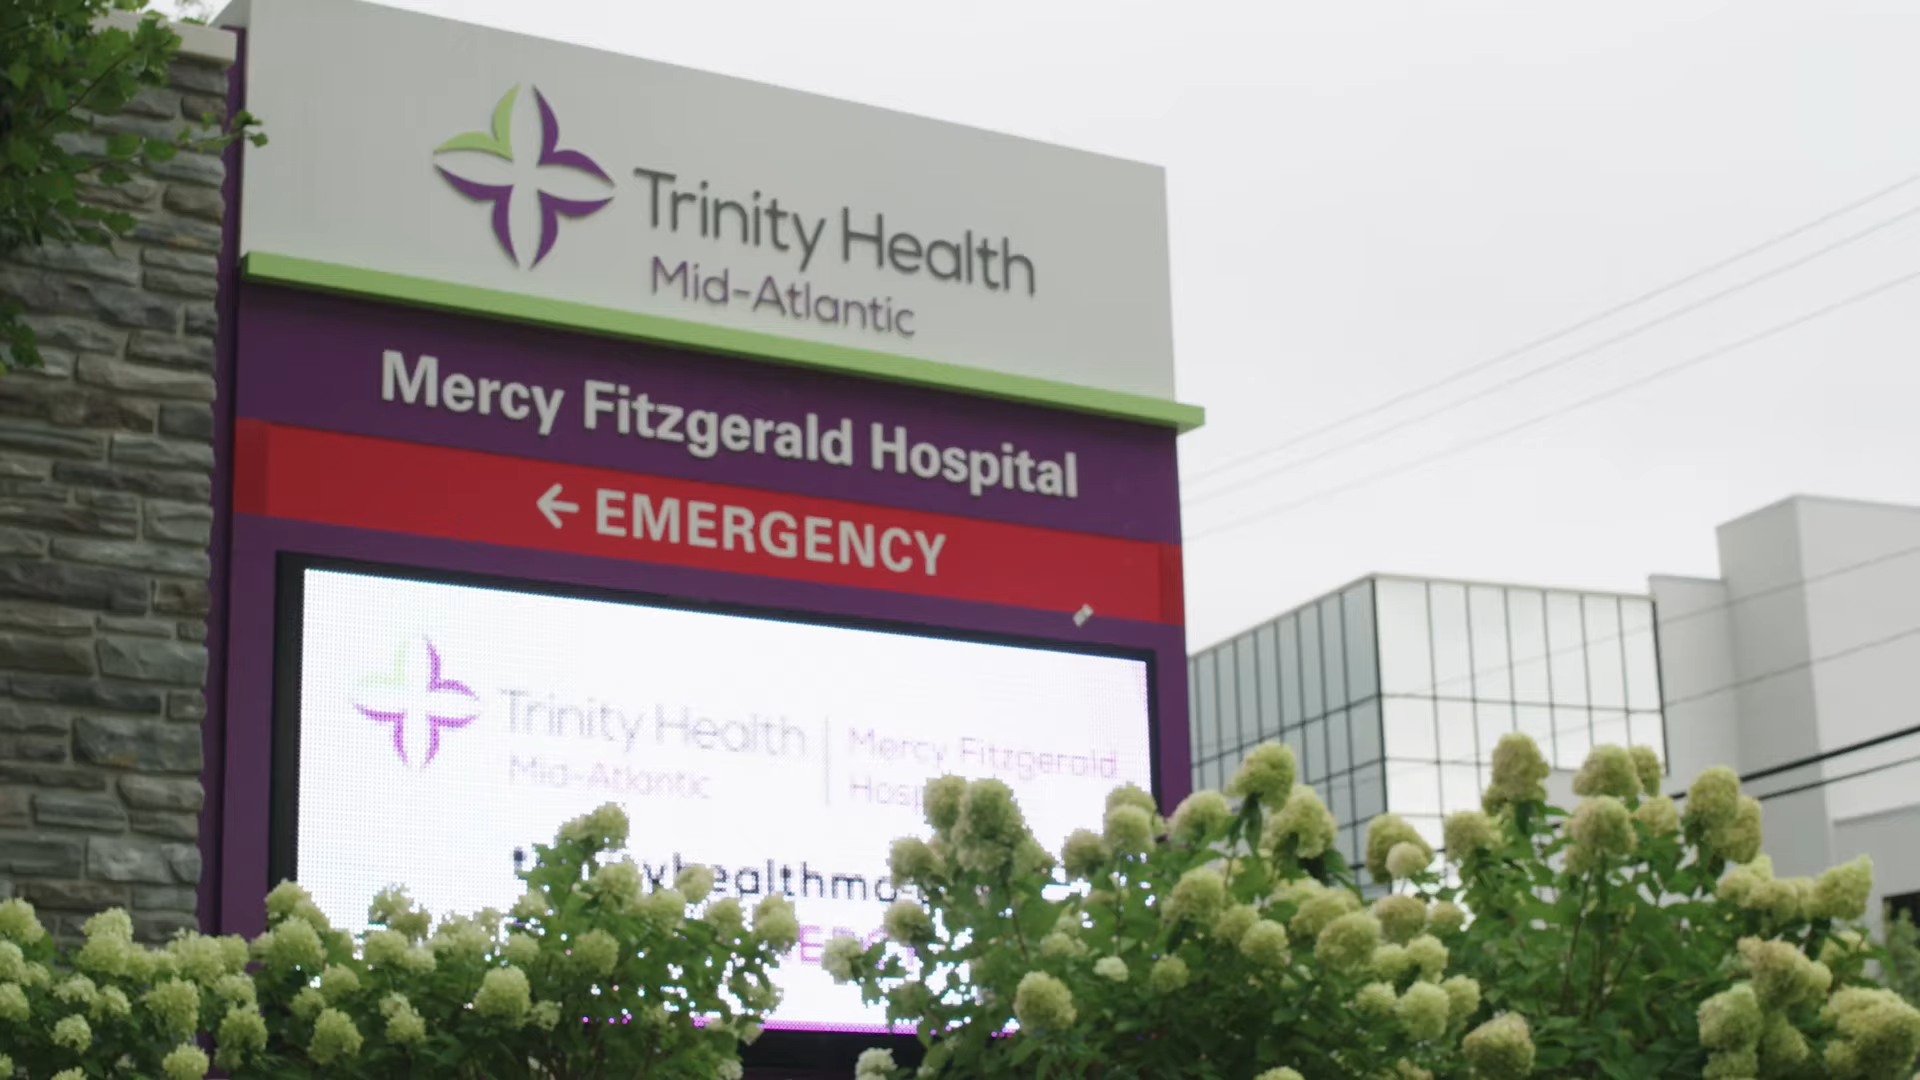 Trinity Health
Mid-Atlantic
Mercy Fitzgerald Hospital
← EMERGENCY
Trinity Health
Mid-Atlantic
Mercy Fitzgerald